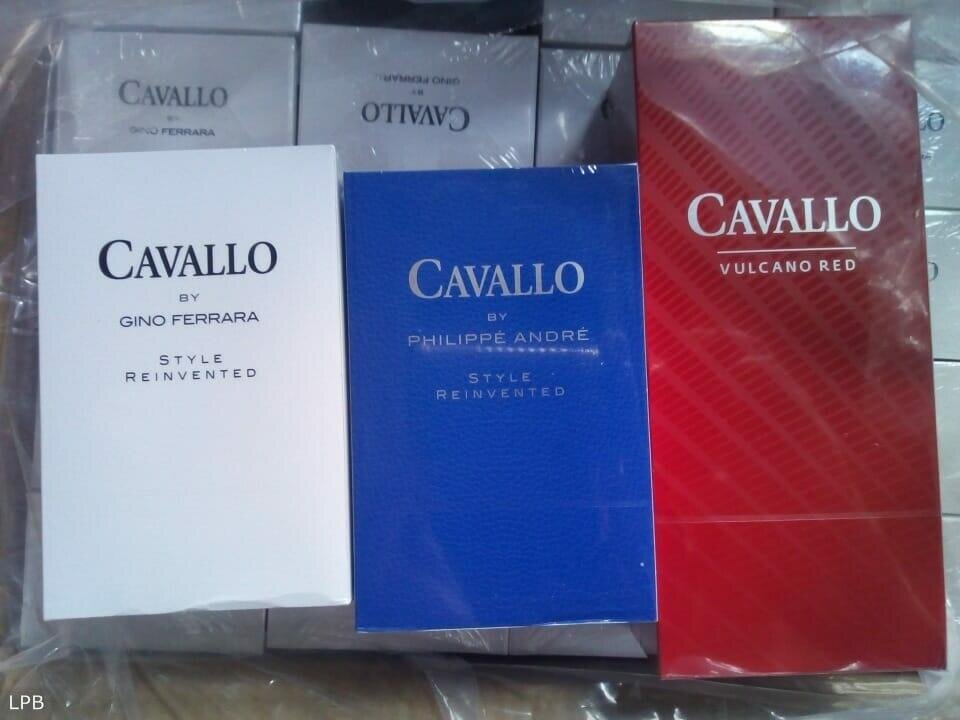 CAVALLO
BY
GINO FERRARA
CAVALLO
BY
GINO FERRARA
CAVALLO
BY
GINO FERRARA
STYLE
REINVENTED
CAVALLO
BY
PHILIPPÉ ANDRÉ
STYLE
REINVENTED
CAVALLO
VULCANO RED
LPB